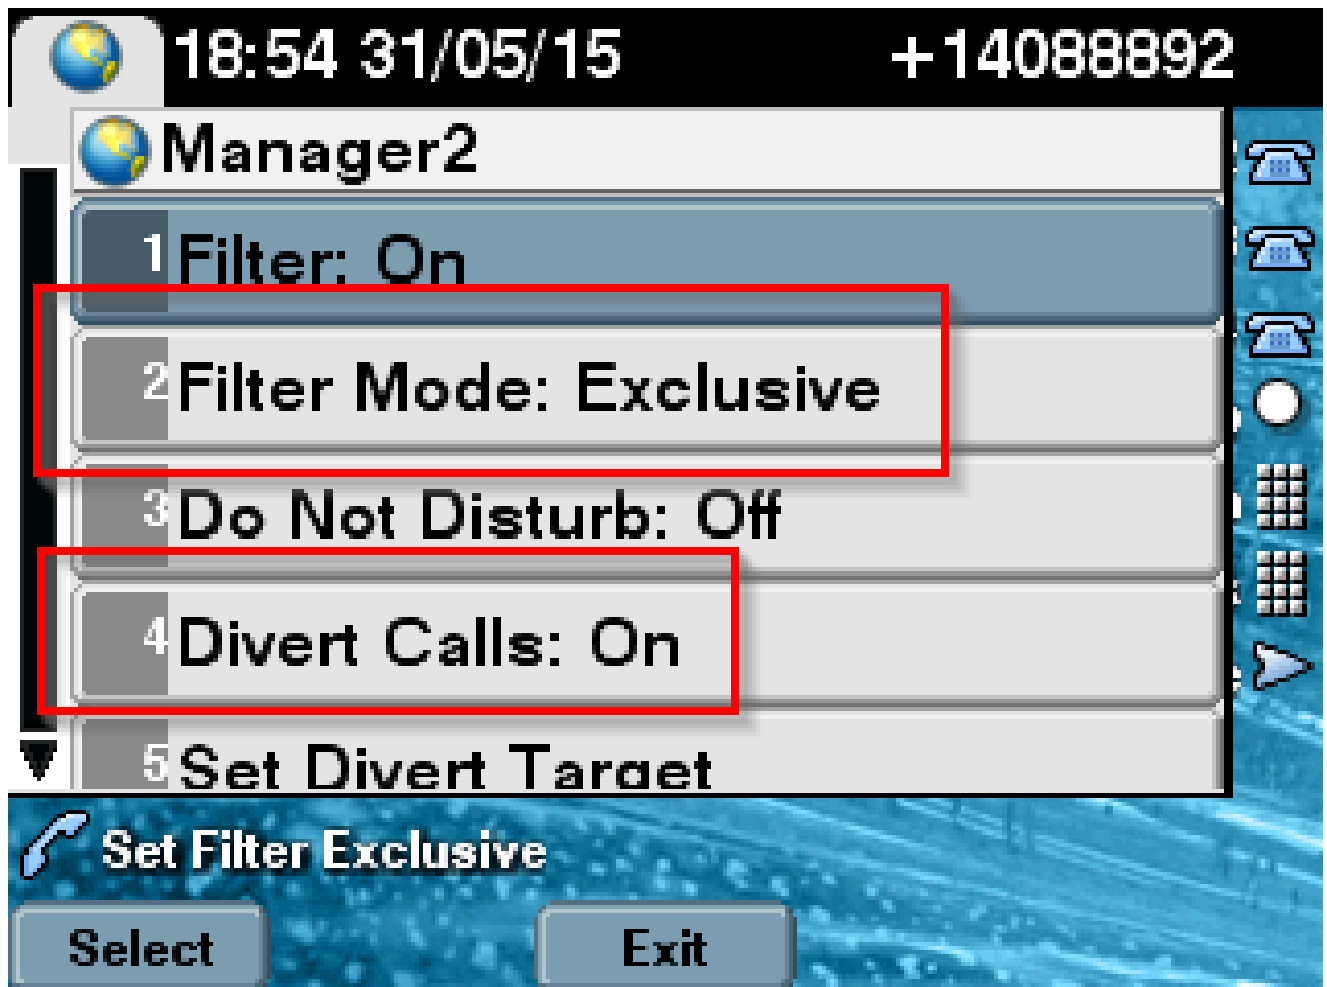 18:54 31/05/15 +14088892
Manager2
1 Filter: On
2 Filter Mode: Exclusive
3 Do Not Disturb: Off
4 Divert Calls: On
5 Set Divert Target
Set Filter Exclusive
Select Exit